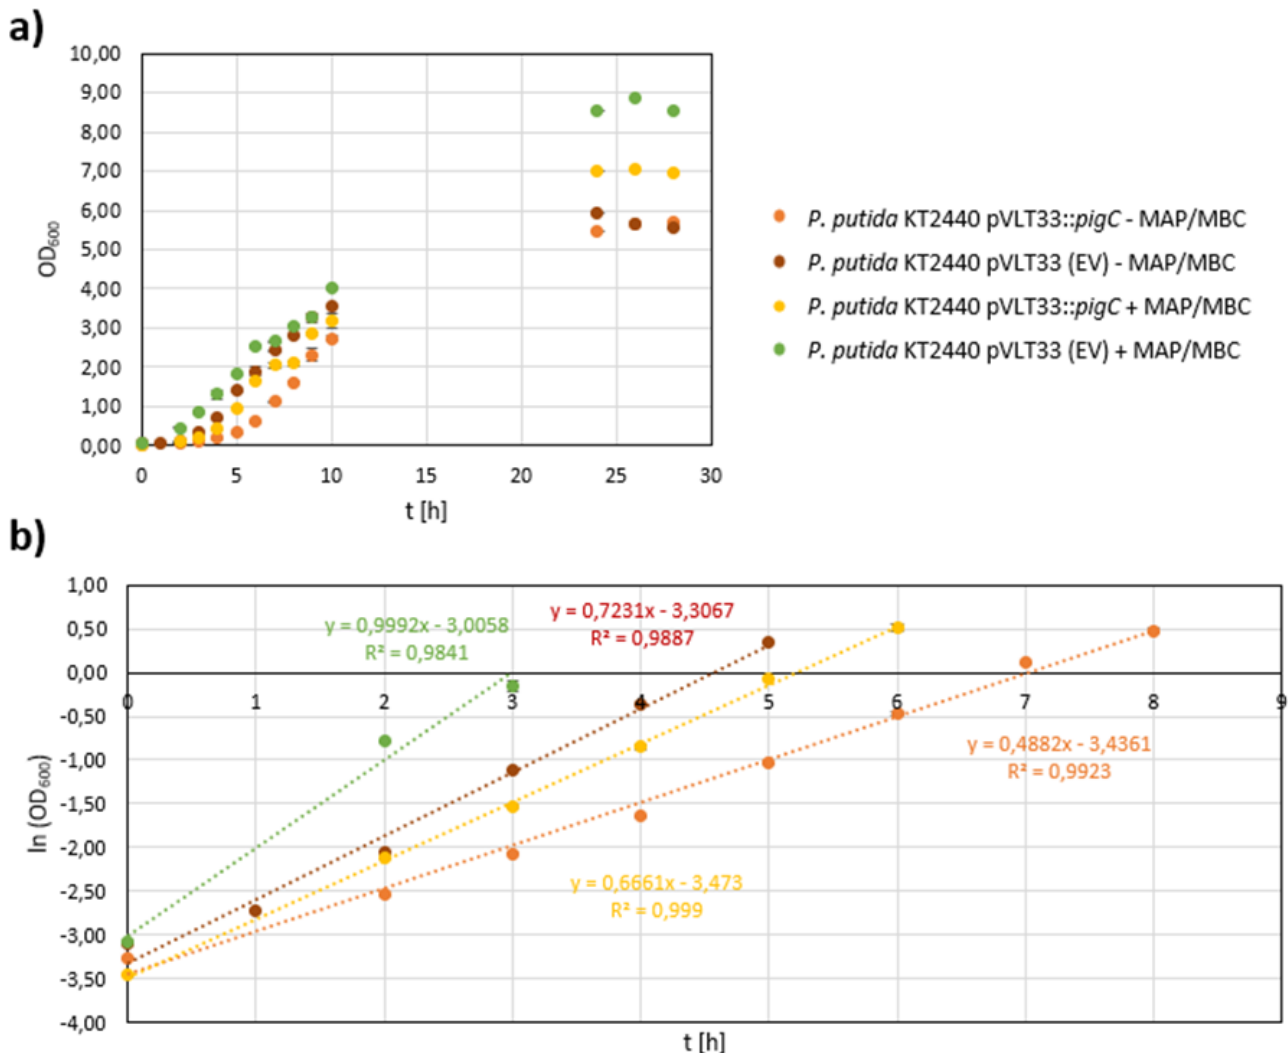 a)
10,00
9,00
8,00
7,00
6,00
5,00
4,00
3,00
2,00
1,00
0,00
OD600
0 5 10 15 20 25 30
t [h]
P. putida KT2440 pVLT33::pigC - MAP/MBC
P. putida KT2440 pVLT33 (EV) - MAP/MBC
P. putida KT2440 pVLT33::pigC + MAP/MBC
P. putida KT2440 pVLT33 (EV) + MAP/MBC
b)
1,00
0,50
0,00
-0,50
-1,00
-1,50
-2,00
-2,50
-3,00
-3,50
-4,00
ln (OD600)
y = 0,9992x - 3,0058
R² = 0,9841
y = 0,7231x - 3,3067
R² = 0,9887
0 1 2 3 4 5 6 7 8 9
y = 0,4882x - 3,4361
R² = 0,9923
y = 0,6661x - 3,473
R² = 0,999
t [h]